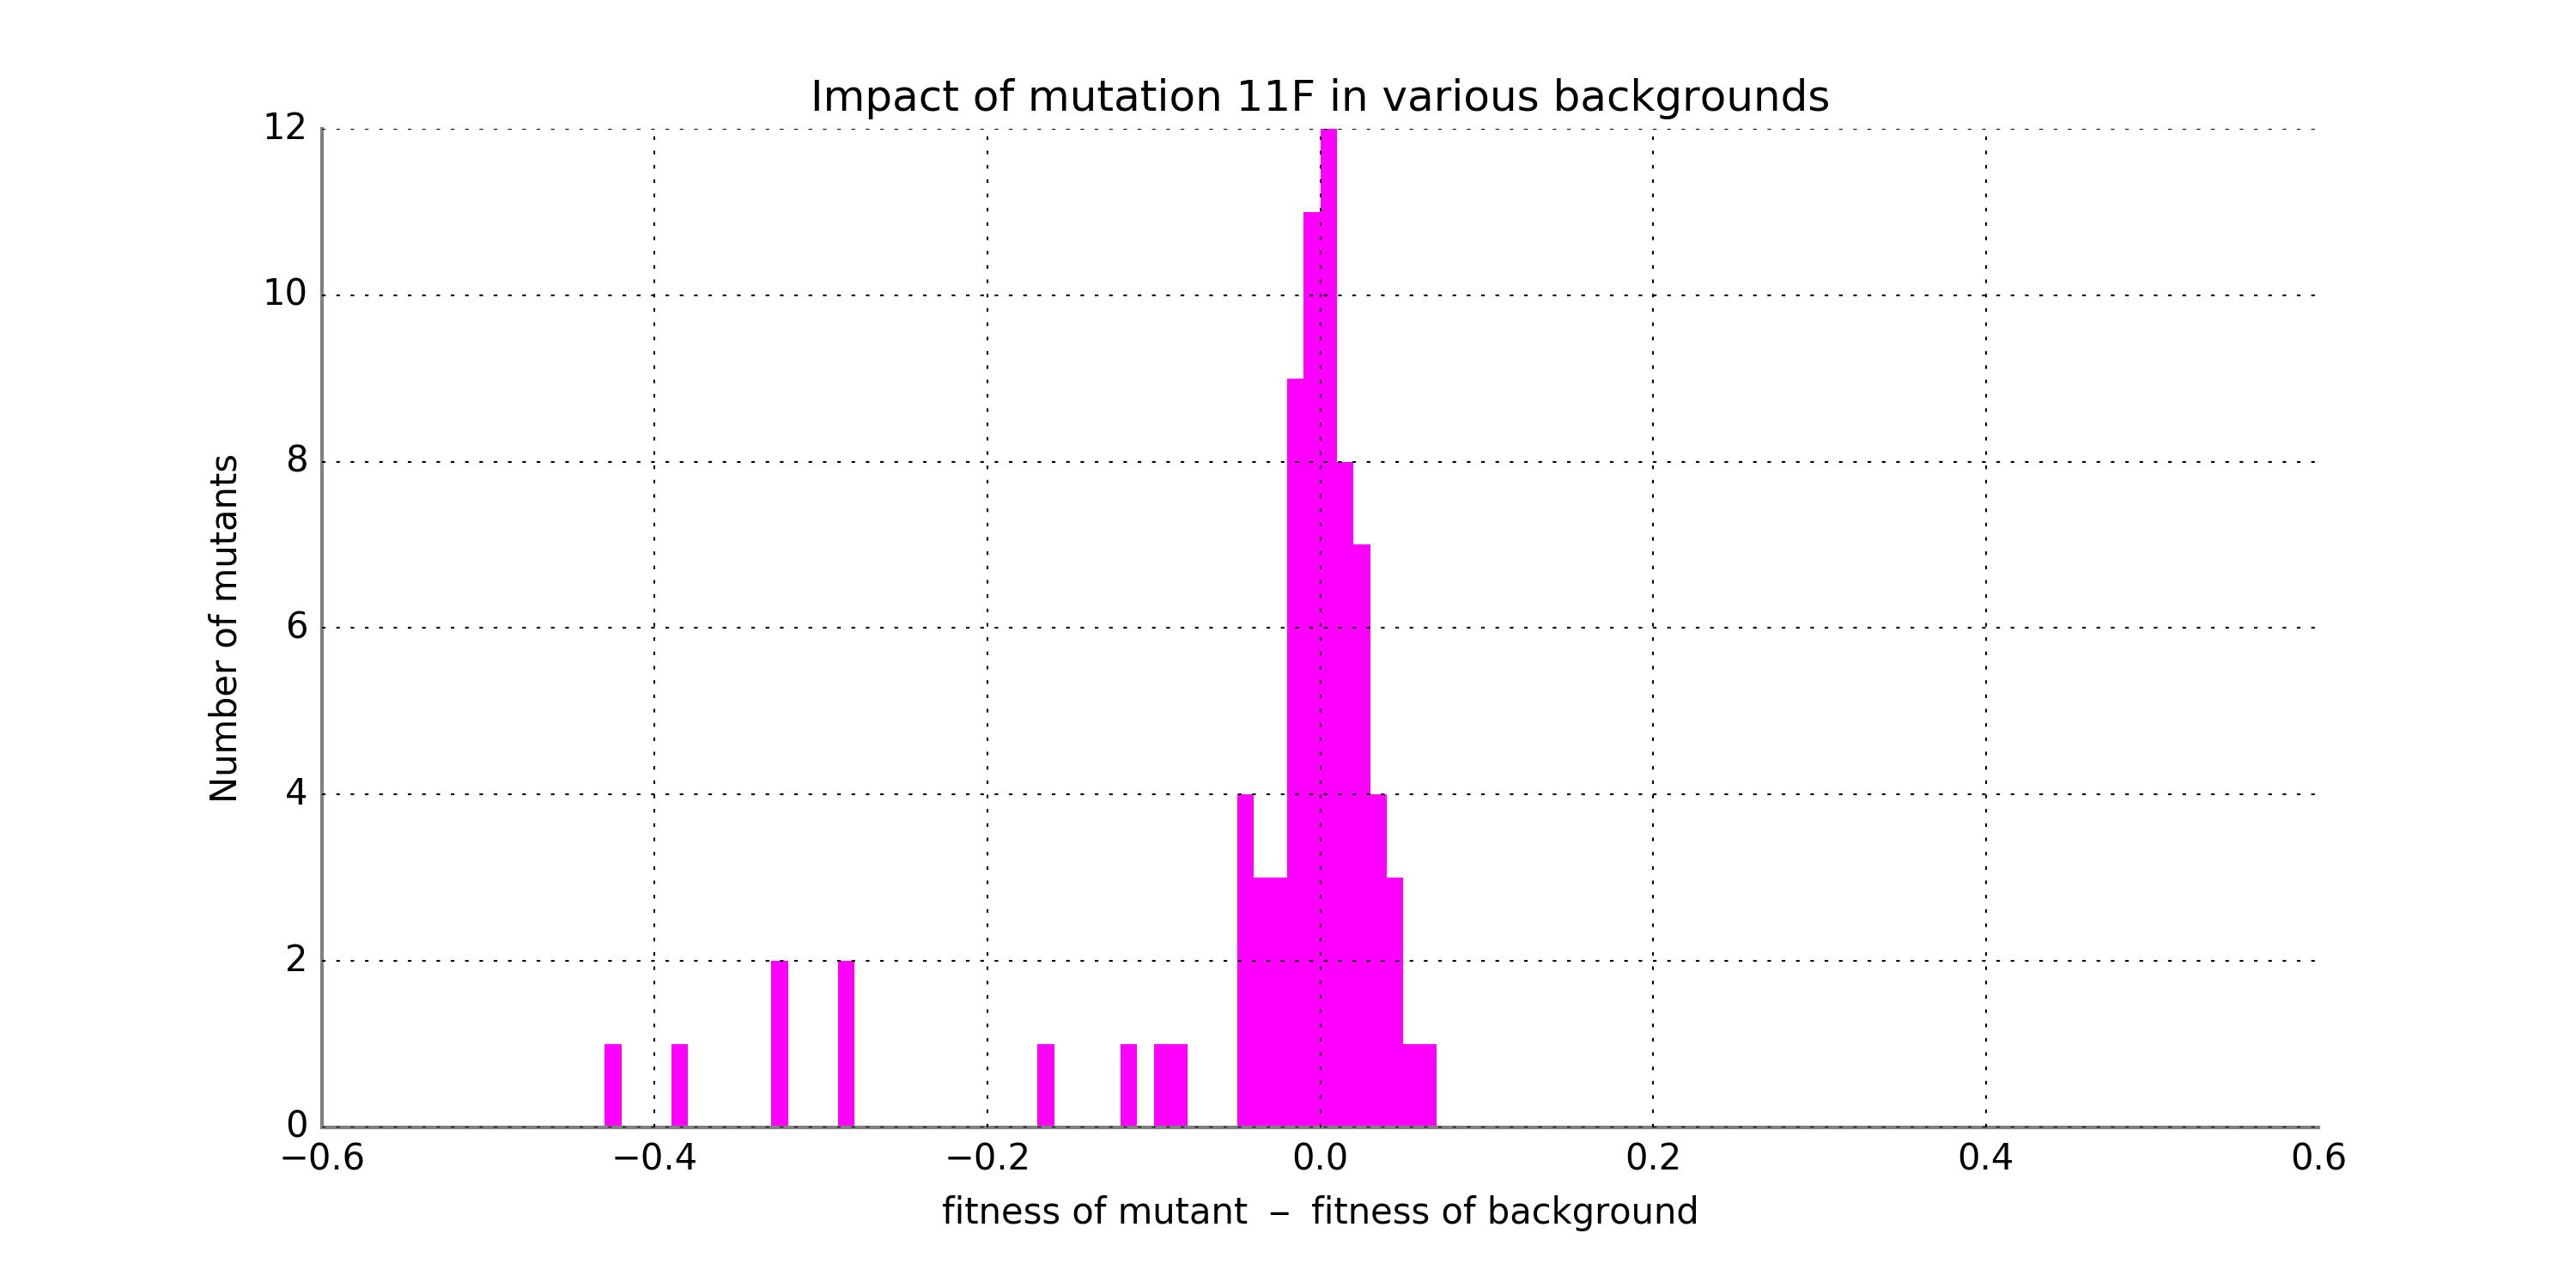 Impact of mutation 11F in various backgrounds
12
10
8
6
4
2
0
Number of mutants
−0.6 −0.4 −0.2 0.0 0.2 0.4 0.6
fitness of mutant − fitness of background